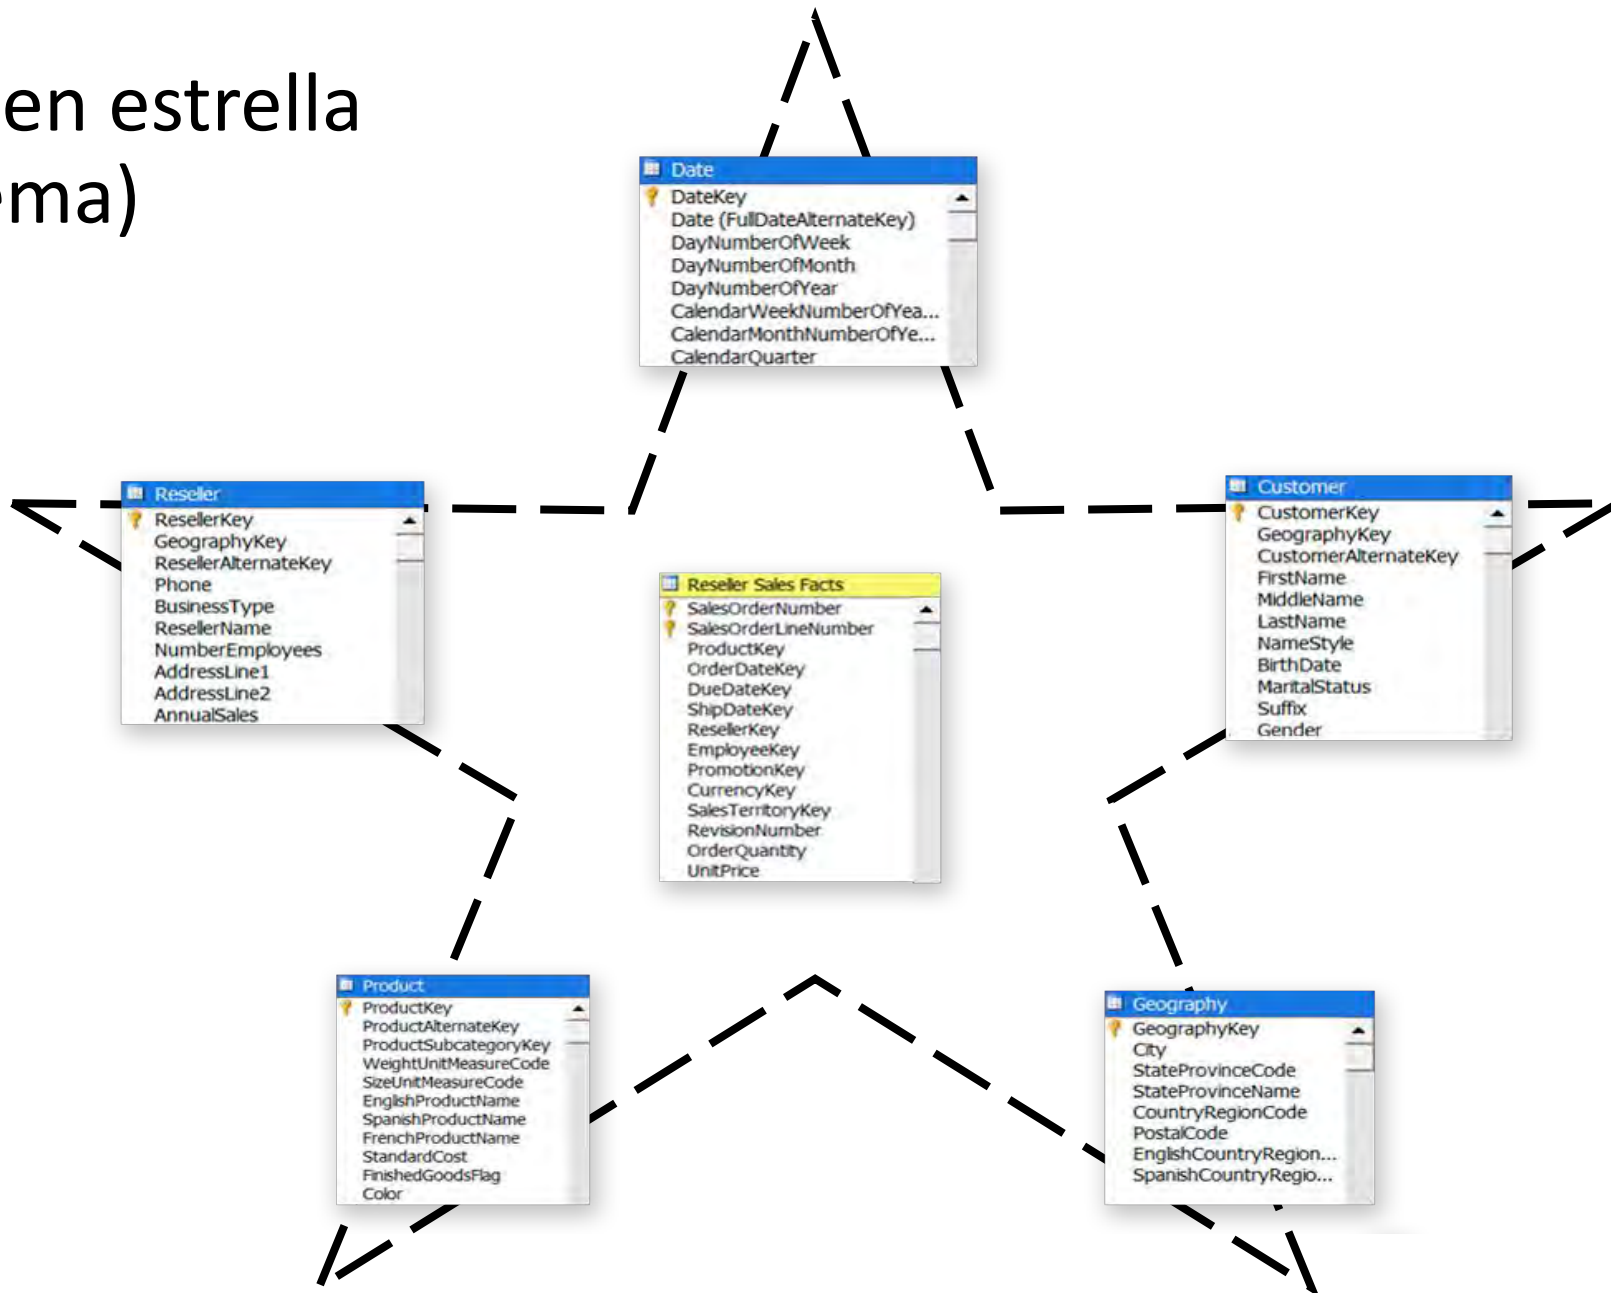 en estrella
ema)
Date
DateKey
Date (FullDateAlternateKey)
DayNumberOfWeek
DayNumberOfMonth
DayNumberOfYear
CalendarWeekNumberOfYea...
CalendarMonthNumberOfYe...
CalendarQuarter
Reseller
ResellerKey
GeographyKey
ResellerAlternateKey
Phone
BusinessType
ResellerName
NumberEmployees
AddressLine1
AddressLine2
AnnualSales
Reseller Sales Facts
SalesOrderNumber
SalesOrderLineNumber
ProductKey
OrderDateKey
DueDateKey
ShipDateKey
ResellerKey
EmployeeKey
PromotionKey
CurrencyKey
SalesTerritoryKey
RevisionNumber
OrderQuantity
UnitPrice
Customer
CustomerKey
GeographyKey
CustomerAlternateKey
FirstName
MiddleName
LastName
NameStyle
BirthDate
MaritalStatus
Suffix
Gender
Product
ProductKey
ProductAlternateKey
ProductSubcategoryKey
WeightUnitMeasureCode
SizeUnitMeasureCode
EnglishProductName
SpanishProductName
FrenchProductName
StandardCost
FinishedGoodsFlag
Color
Geography
GeographyKey
City
StateProvinceCode
StateProvinceName
CountryRegionCode
PostalCode
EnglishCountryRegion...
SpanishCountryRegio...